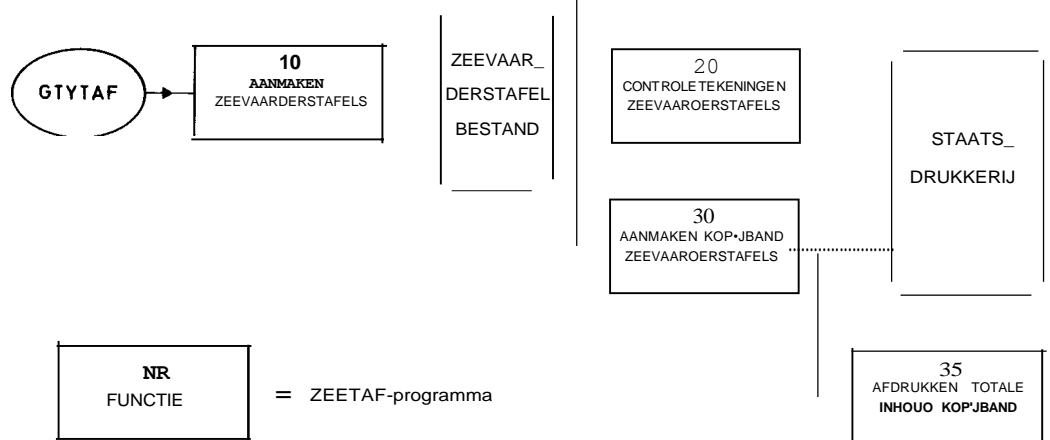 GTYTAF
10
AANMAKEN
ZEEVAARDERSTAFELS
ZEEVAAR_
DERSTAFEL
BESTAND
20
CONTROLETEKENINGEN
ZEEVAAROERSTAFELS
30
AANMAKEN KOP•JBAND
ZEEVAAROERSTAFELS
STAATS_
DRUKKERIJ
35
AFDRUKKEN TOTALE
INHOUO KOP'JBAND
NR
FUNCTIE
= ZEETAF-programma